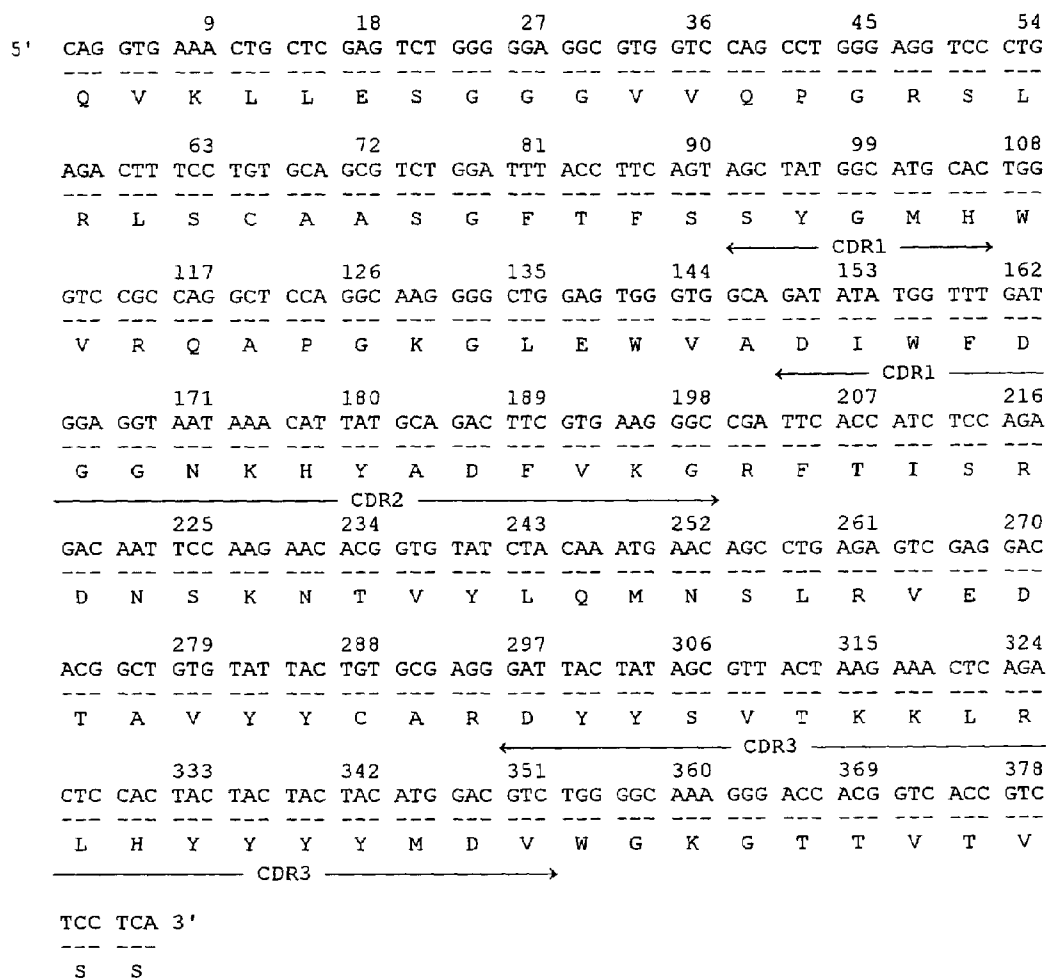 9 18 27 36 45 54
5' CAG GTG AAA CTG CTC GAG TCT GGG GGA GGC GTG GTC CAG CCT GGG AGG TCC CTG
--- --- --- --- --- --- --- --- --- --- --- --- --- --- --- --- --- ---
Q V K L L E S G G G V V Q P G R S L
63 72 81 90 99 108
AGA CTT TCC TGT GCA GCG TCT GGA TTT ACC TTC AGT AGC TAT GGC ATG CAC TGG
--- --- --- --- --- --- --- --- --- --- --- --- --- --- --- --- --- ---
R L S C A A S G F T F S S Y G M H W
← CDR1 →
117 126 135 144 153 162
GTC CGC CAG GCT CCA GGC AAG GGG CTG GAG TGG GTG GCA GAT ATA TGG TTT GAT
--- --- --- --- --- --- --- --- --- --- --- --- --- --- --- --- --- ---
V R Q A P G K G L E W V A D I W F D
← CDR1
171 180 189 198 207 216
GGA GGT AAT AAA CAT TAT GCA GAC TTC GTG AAG GGC CGA TTC ACC ATC TCC AGA
--- --- --- --- --- --- --- --- --- --- --- --- --- --- --- --- --- ---
G G N K H Y A D F V K G R F T I S R
CDR2 →
225 234 243 252 261 270
GAC AAT TCC AAG AAC ACG GTG TAT CTA CAA ATG AAC AGC CTG AGA GTC GAG GAC
--- --- --- --- --- --- --- --- --- --- --- --- --- --- --- --- --- ---
D N S K N T V Y L Q M N S L R V E D
279 288 297 306 315 324
ACG GCT GTG TAT TAC TGT GCG AGG GAT TAC TAT AGC GTT ACT AAG AAA CTC AGA
--- --- --- --- --- --- --- --- --- --- --- --- --- --- --- --- --- ---
T A V Y Y C A R D Y Y S V T K K L R
← CDR3
333 342 351 360 369 378
CTC CAC TAC TAC TAC TAC ATG GAC GTC TGG GGC AAA GGG ACC ACG GTC ACC GTC
--- --- --- --- --- --- --- --- --- --- --- --- --- --- --- --- --- ---
L H Y Y Y Y M D V W G K G T T V T V
CDR3 →
TCC TCA 3'
--- ---
S S